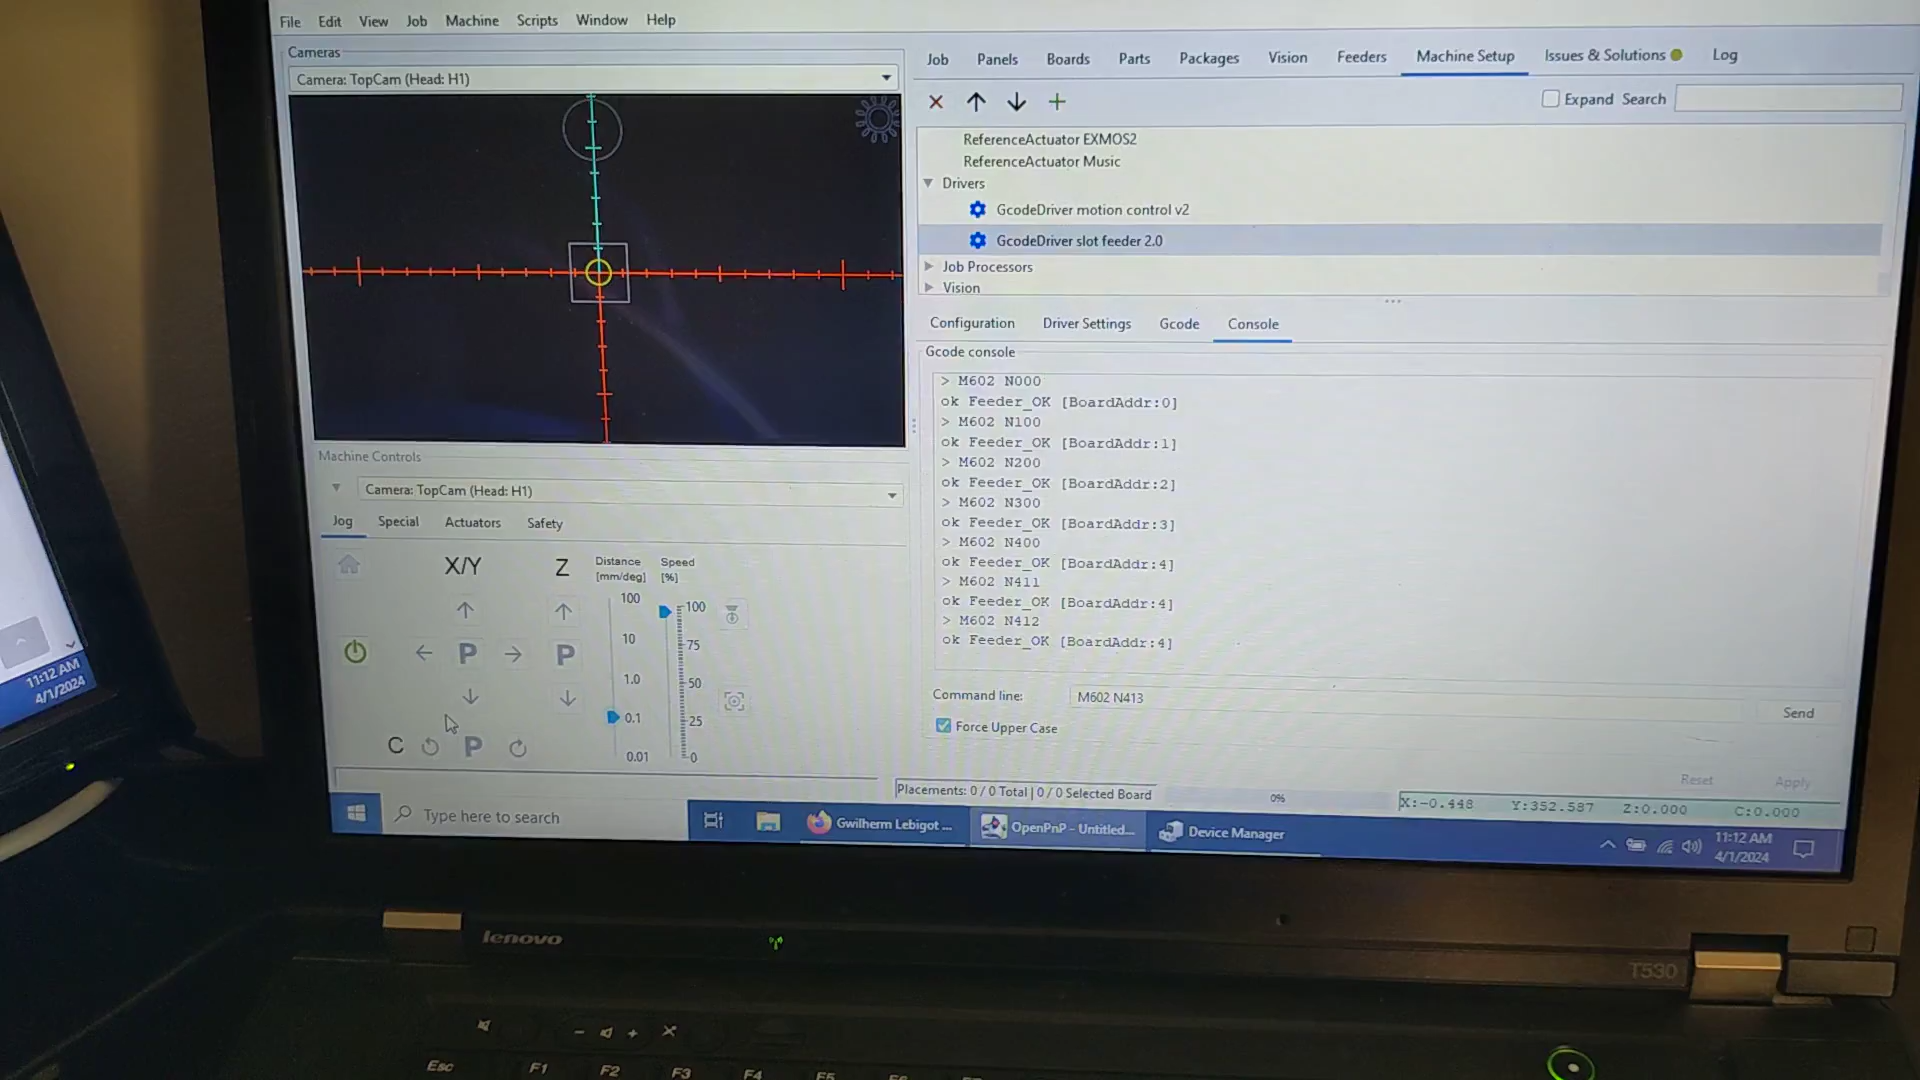 File Edit View Job Machine Scripts Window Help
Cameras
Camera: TopCam (Head: H1)
Job Panels Boards Parts Packages Vision Feeders Machine Setup Issues & Solutions Log
Expand Search
ReferenceActuator EXMOS2
ReferenceActuator Music
Drivers
GcodeDriver motion control v2
GcodeDriver slot feeder 2.0
Job Processors
Vision
Configuration Driver Settings Gcode Console
Gcode console
> M602 N000
ok Feeder_OK [BoardAddr:0]
> M602 N100
ok Feeder_OK [BoardAddr:1]
> M602 N200
ok Feeder_OK [BoardAddr:2]
> M602 N300
ok Feeder_OK [BoardAddr:3]
> M602 N400
ok Feeder_OK [BoardAddr:4]
> M602 N411
ok Feeder_OK [BoardAddr:4]
> M602 N412
ok Feeder_OK [BoardAddr:4]
Command line: M602 N413
Send
Force Upper Case
Reset Apply
Machine Controls
Camera: TopCam (Head: H1)
Jog Special Actuators Safety
X/Y Z Distance [mm/deg] Speed [%]
100 100
10 75
P P
1.0 50
0.1 25
C P 0.01 0
Placements: 0 / 0 Total | 0 / 0 Selected Board 0% X:-0.448 Y:352.587 Z:0.000 C:0.000
Type here to search Gwilherm Lebigot ... OpenPnP - Untitled... Device Manager 11:12 AM
4/1/2024
11:12 AM
4/1/2024
lenovo
T530
Esc F1 F2 F3 F4 F5